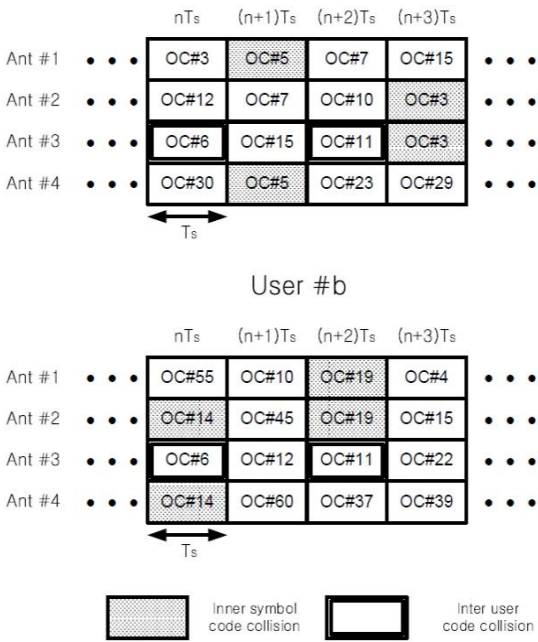 nTs (n+1)Ts (n+2)Ts (n+3)Ts
Ant #1 OC#3 OC#5 OC#7 OC#15
Ant #2 OC#12 OC#7 OC#10 OC#3
Ant #3 OC#6 OC#15 OC#11 OC#3
Ant #4 OC#30 OC#5 OC#23 OC#29
Ts
User #b
nTs (n+1)Ts (n+2)Ts (n+3)Ts
Ant #1 OC#55 OC#10 OC#19 OC#4
Ant #2 OC#14 OC#45 OC#19 OC#15
Ant #3 OC#6 OC#12 OC#11 OC#22
Ant #4 OC#14 OC#60 OC#37 OC#39
Ts
Inner symbol
code collision
Inter user
code collision